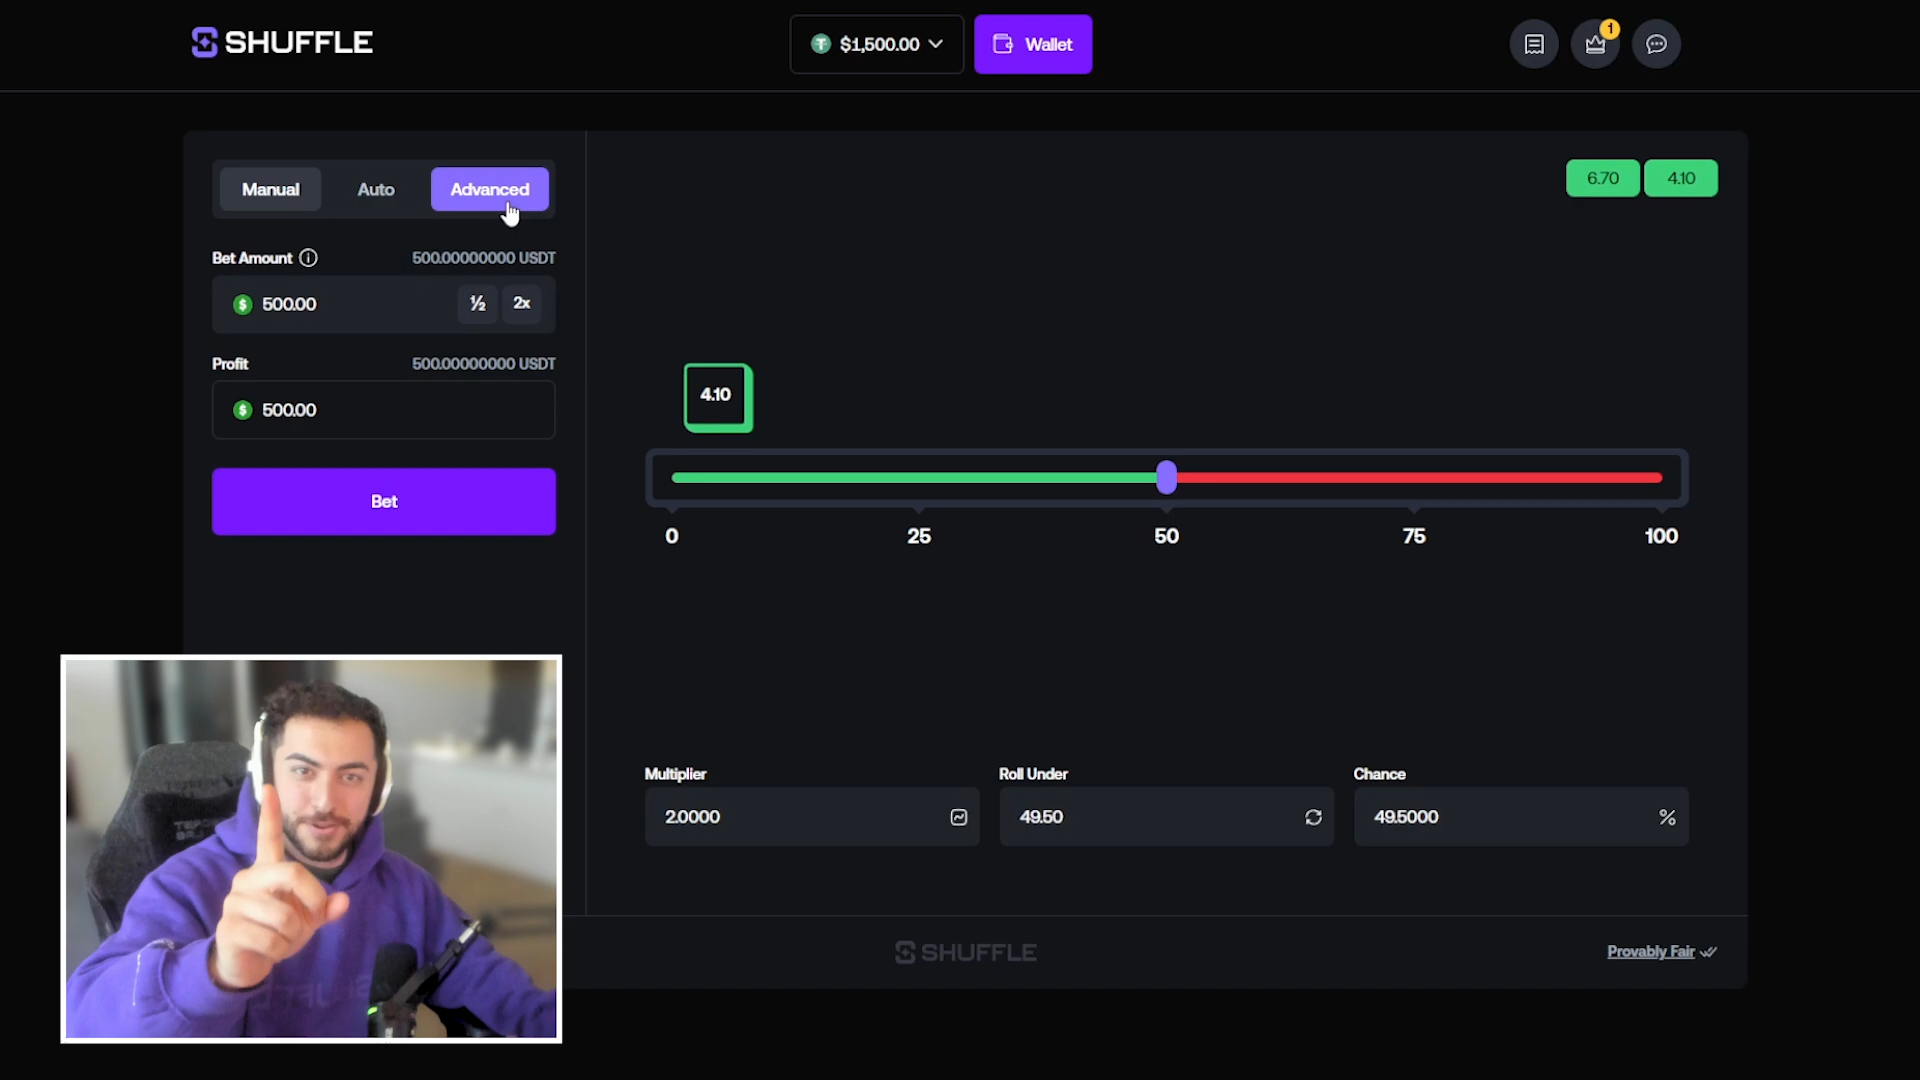 SHUFFLE
$1,500.00
Wallet
1
Manual Auto Advanced
6.70 4.10
Bet Amount 500.00000000 USDT
500.00 ½ 2x
Profit 500.00000000 USDT
500.00
Bet
4.10
0 25 50 75 100
Multiplier Roll Under Chance
2.0000 49.50 49.5000 %
SHUFFLE
Provably Fair